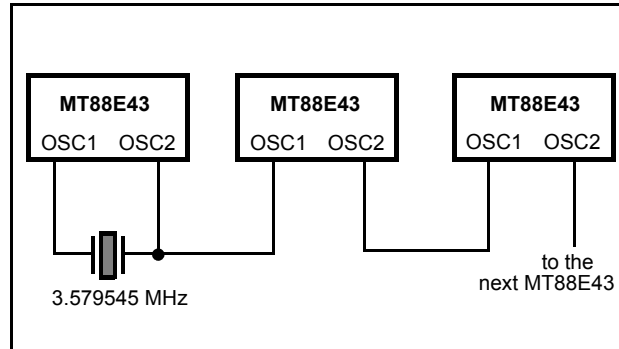 MT88E43 MT88E43 MT88E43
OSC1 OSC2 OSC1 OSC2 OSC1 OSC2
3.579545 MHz
to the
next MT88E43